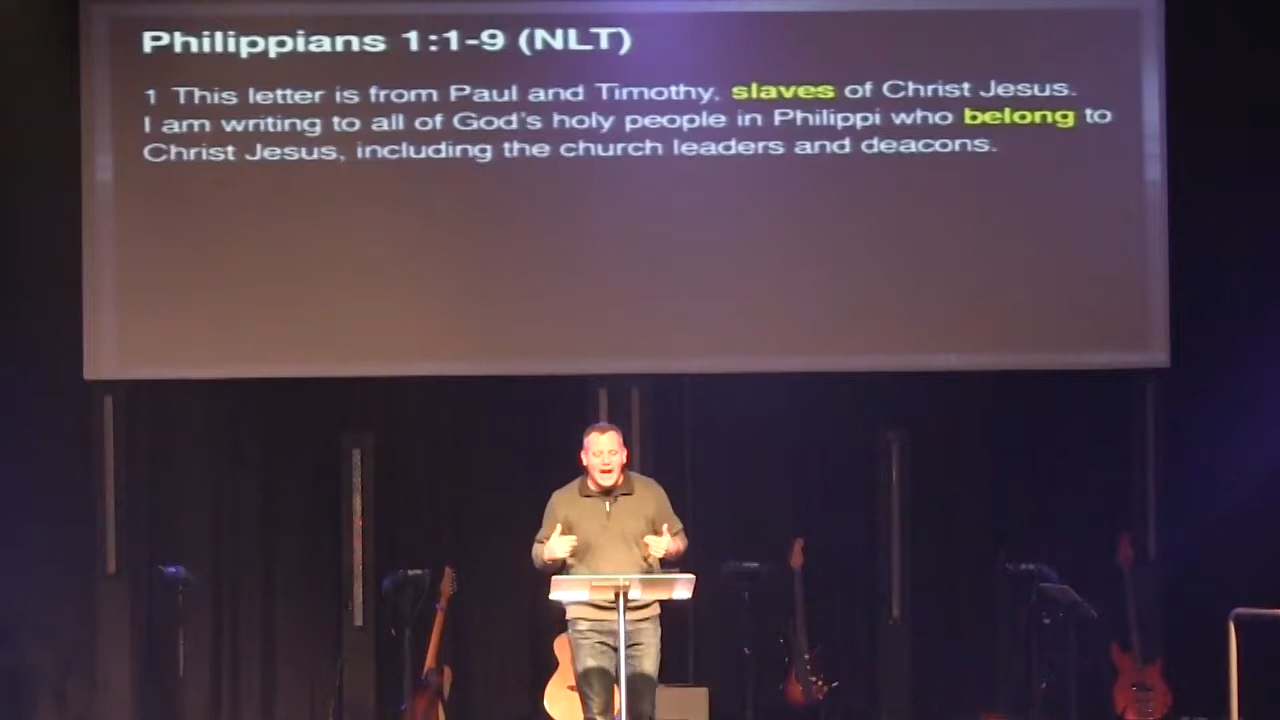 Philippians 1:1-9 (NLT)
1 This letter is from Paul and Timothy, slaves of Christ Jesus.
I am writing to all of God's holy people in Philippi who belong to
Christ Jesus, including the church leaders and deacons.